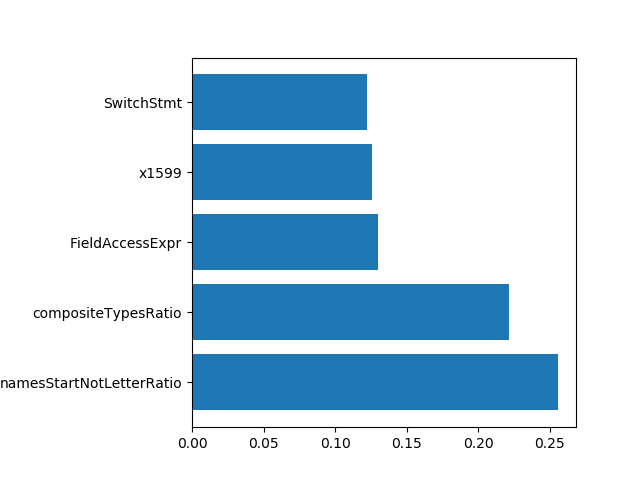 SwitchStmt
x1599
FieldAccessExpr
compositeTypesRatio
namesStartNotLetterRatio
0.00 0.05 0.10 0.15 0.20 0.25